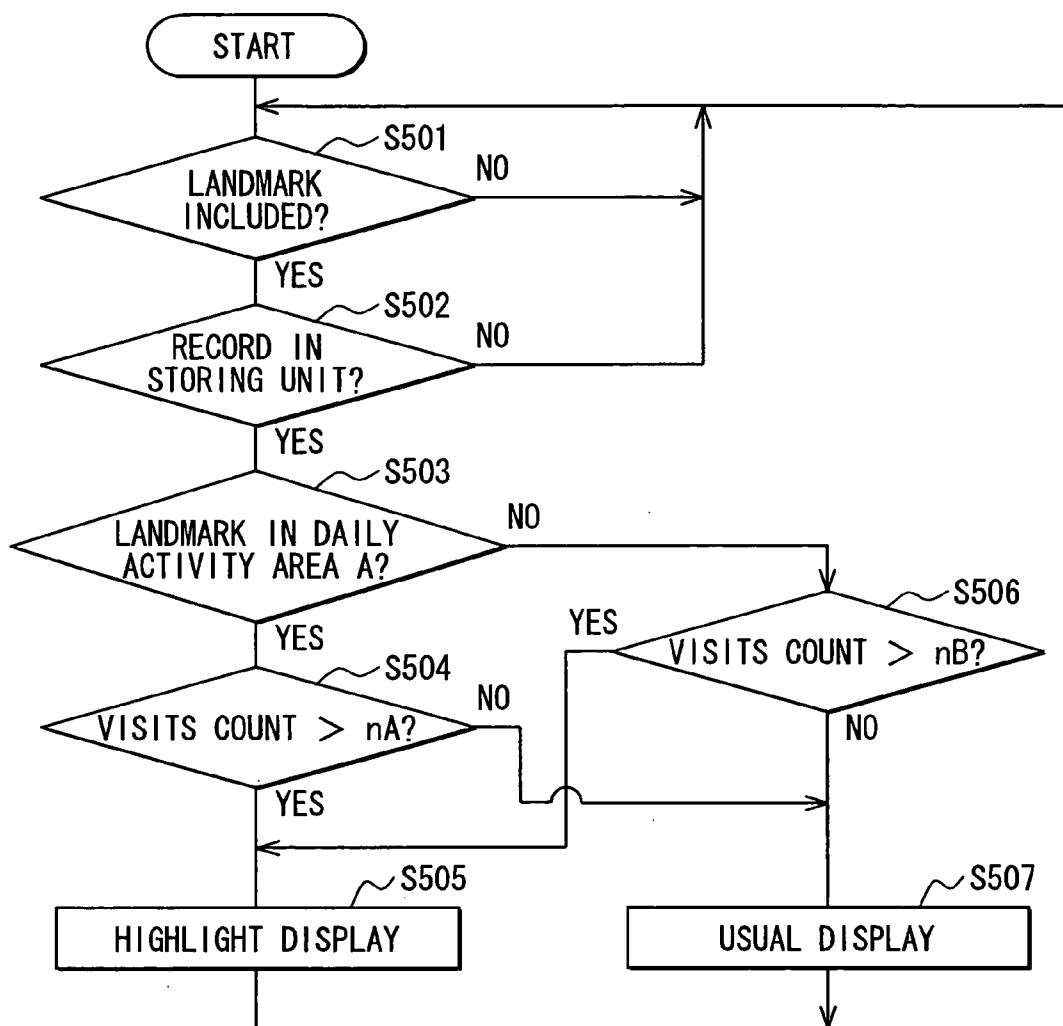 START
S501
LANDMARK
INCLUDED?
NO
YES
S502
RECORD IN
STORING UNIT?
NO
YES
S503
LANDMARK IN DAILY
ACTIVITY AREA A?
NO
YES
S506
VISITS COUNT > nB?
YES
NO
S504
VISITS COUNT > nA?
NO
YES
S505
HIGHLIGHT DISPLAY
S507
USUAL DISPLAY